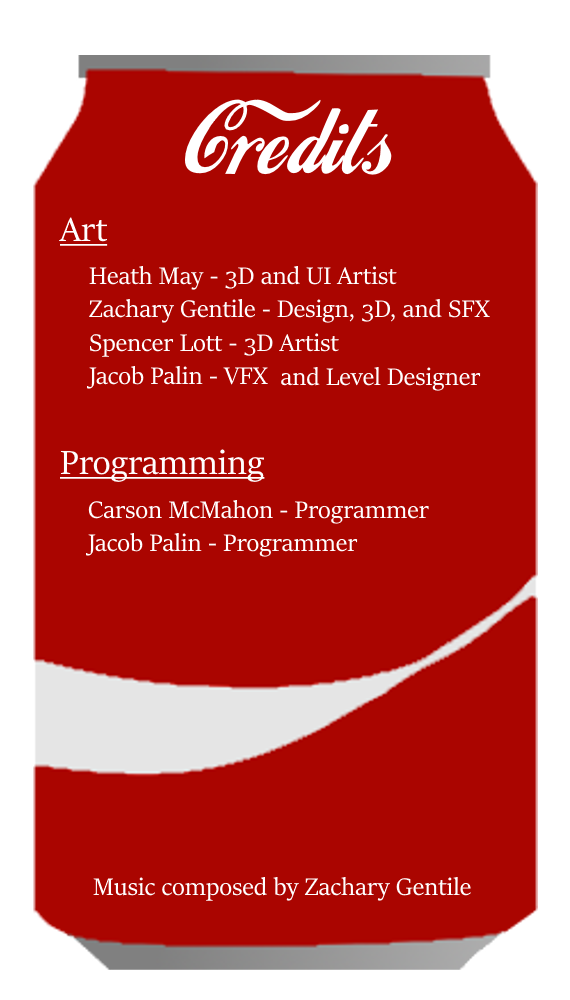 Credits
Art
Heath May - 3D and UI Artist
Zachary Gentile - Design, 3D, and SFX
Spencer Lott - 3D Artist
Jacob Palin - VFX and Level Designer
Programming
Carson McMahon - Programmer
Jacob Palin - Programmer
Music composed by Zachary Gentile